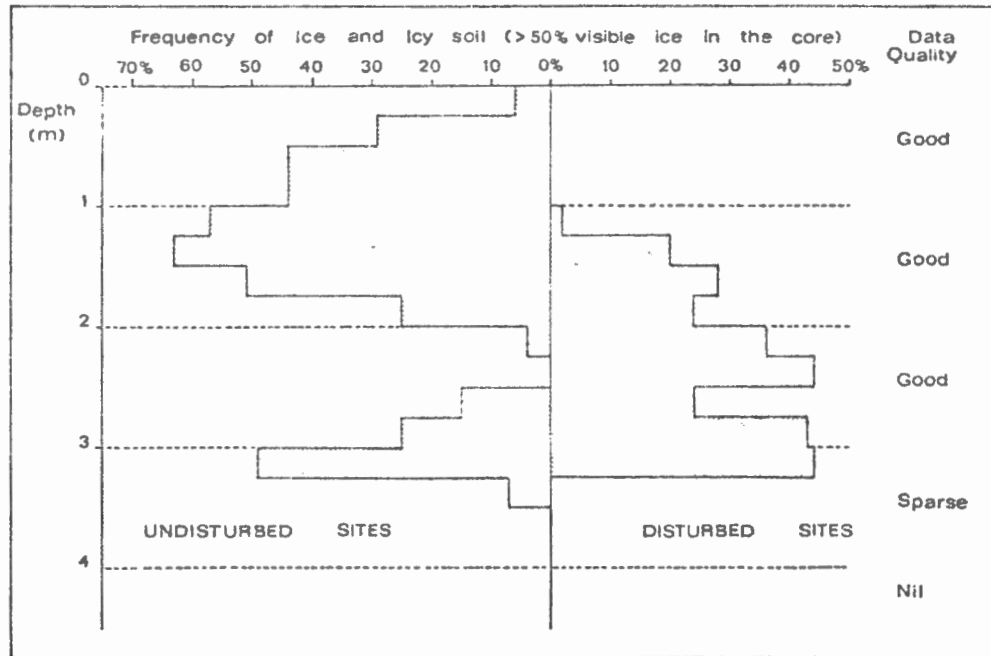 Frequency of Ice and Icy soil (>50% visible ice in the core) Data Quality
70% 60 50 40 30 20 10 0% 10 20 30 40 50%
0
Depth
(m)
Good
1
Good
2
Good
3
Sparse
UNDISTURBED SITES DISTURBED SITES
4
Nil